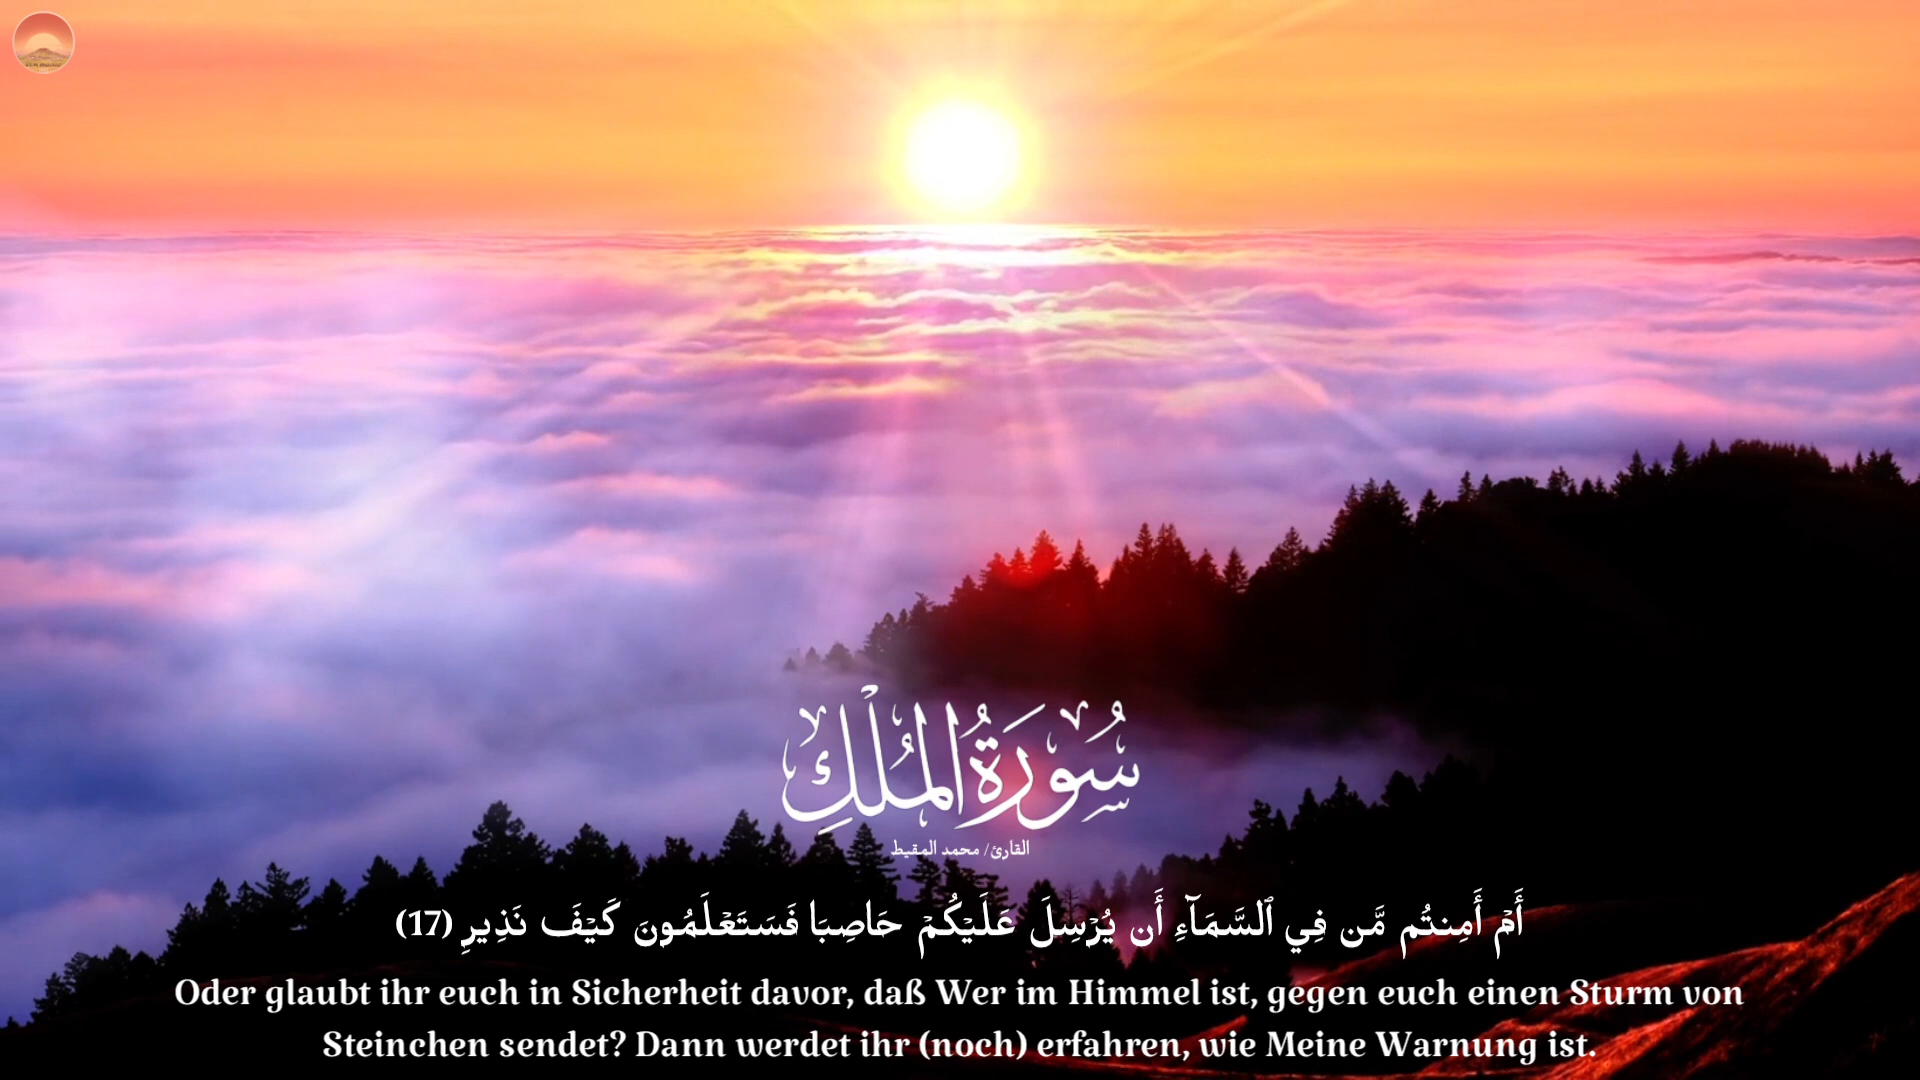 سُورَةُ المُلْكِ
القارئ/ محمد المقيط
أَمۡ أَمِنتُم مَّن فِي ٱلسَّمَآءِ أَن يُرۡسِلَ عَلَيۡكُمۡ حَاصِبٗا فَسَتَعۡلَمُونَ كَيۡفَ نَذِيرِ (17)
Oder glaubt ihr euch in Sicherheit davor, daß Wer im Himmel ist, gegen euch einen Sturm von
Steinchen sendet? Dann werdet ihr (noch) erfahren, wie Meine Warnung ist.